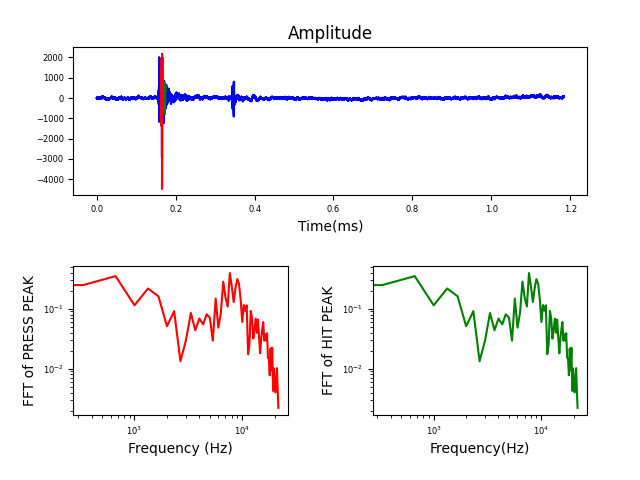 Amplitude
2000
1000
0
−1000
−2000
−3000
−4000
0.0 0.2 0.4 0.6 0.8 1.0 1.2
Time(ms)
FFT of PRESS PEAK
10⁻¹
10⁻²
10³ 10⁴
Frequency (Hz)
FFT of HIT PEAK
10⁻¹
10⁻²
10³ 10⁴
Frequency(Hz)